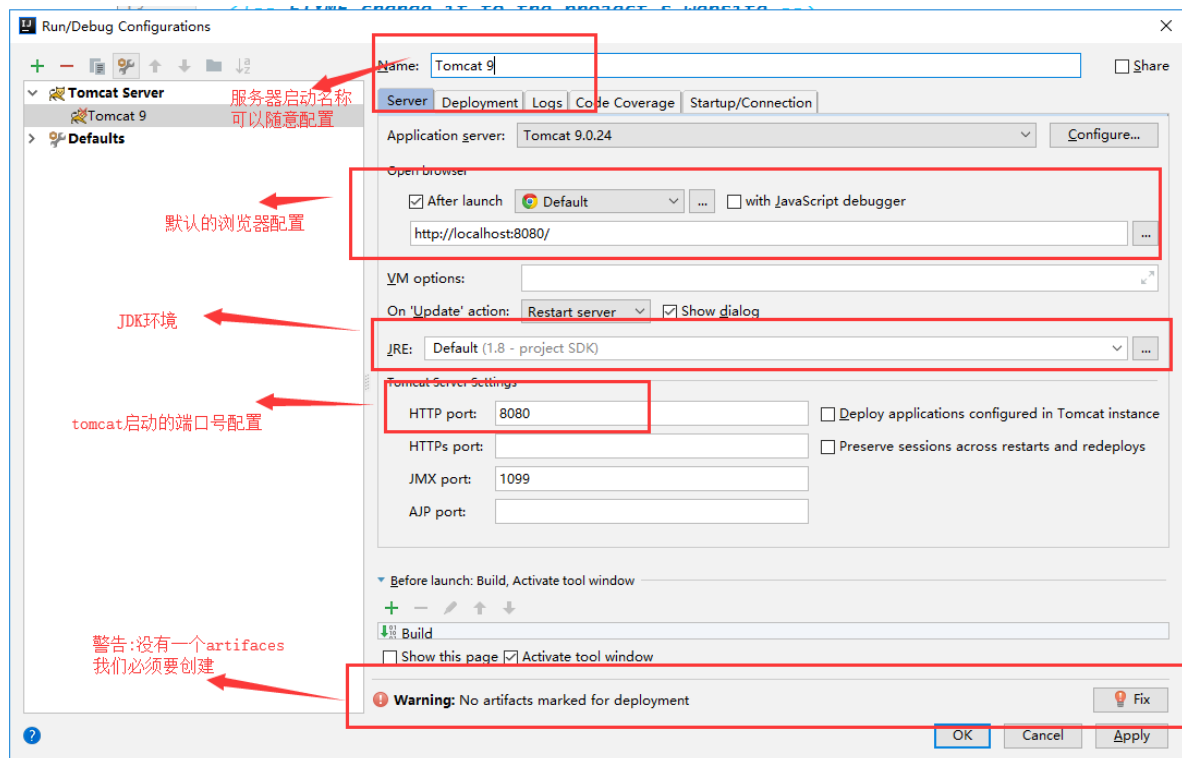 Run/Debug Configurations
Name: Tomcat 9
Share
Tomcat Server
Tomcat 9
Defaults
服务器启动名称
可以随意配置
Server Deployment Logs Code Coverage Startup/Connection
Application server: Tomcat 9.0.24 Configure...
Open browser
After launch Default ... with JavaScript debugger
http://localhost:8080/ ...
默认的浏览器配置
VM options:
On 'Update' action: Restart server Show dialog
JDK环境
JRE: Default (1.8 - project SDK) ...
Tomcat Server Settings
HTTP port: 8080 Deploy applications configured in Tomcat instance
tomcat启动的端口号配置
HTTPs port: Preserve sessions across restarts and redeploys
JMX port: 1099
AJP port:
Before launch: Build, Activate tool window
Build
Show this page Activate tool window
警告:没有一个artifaces
我们必须要创建
Warning: No artifacts marked for deployment Fix
? OK Cancel Apply